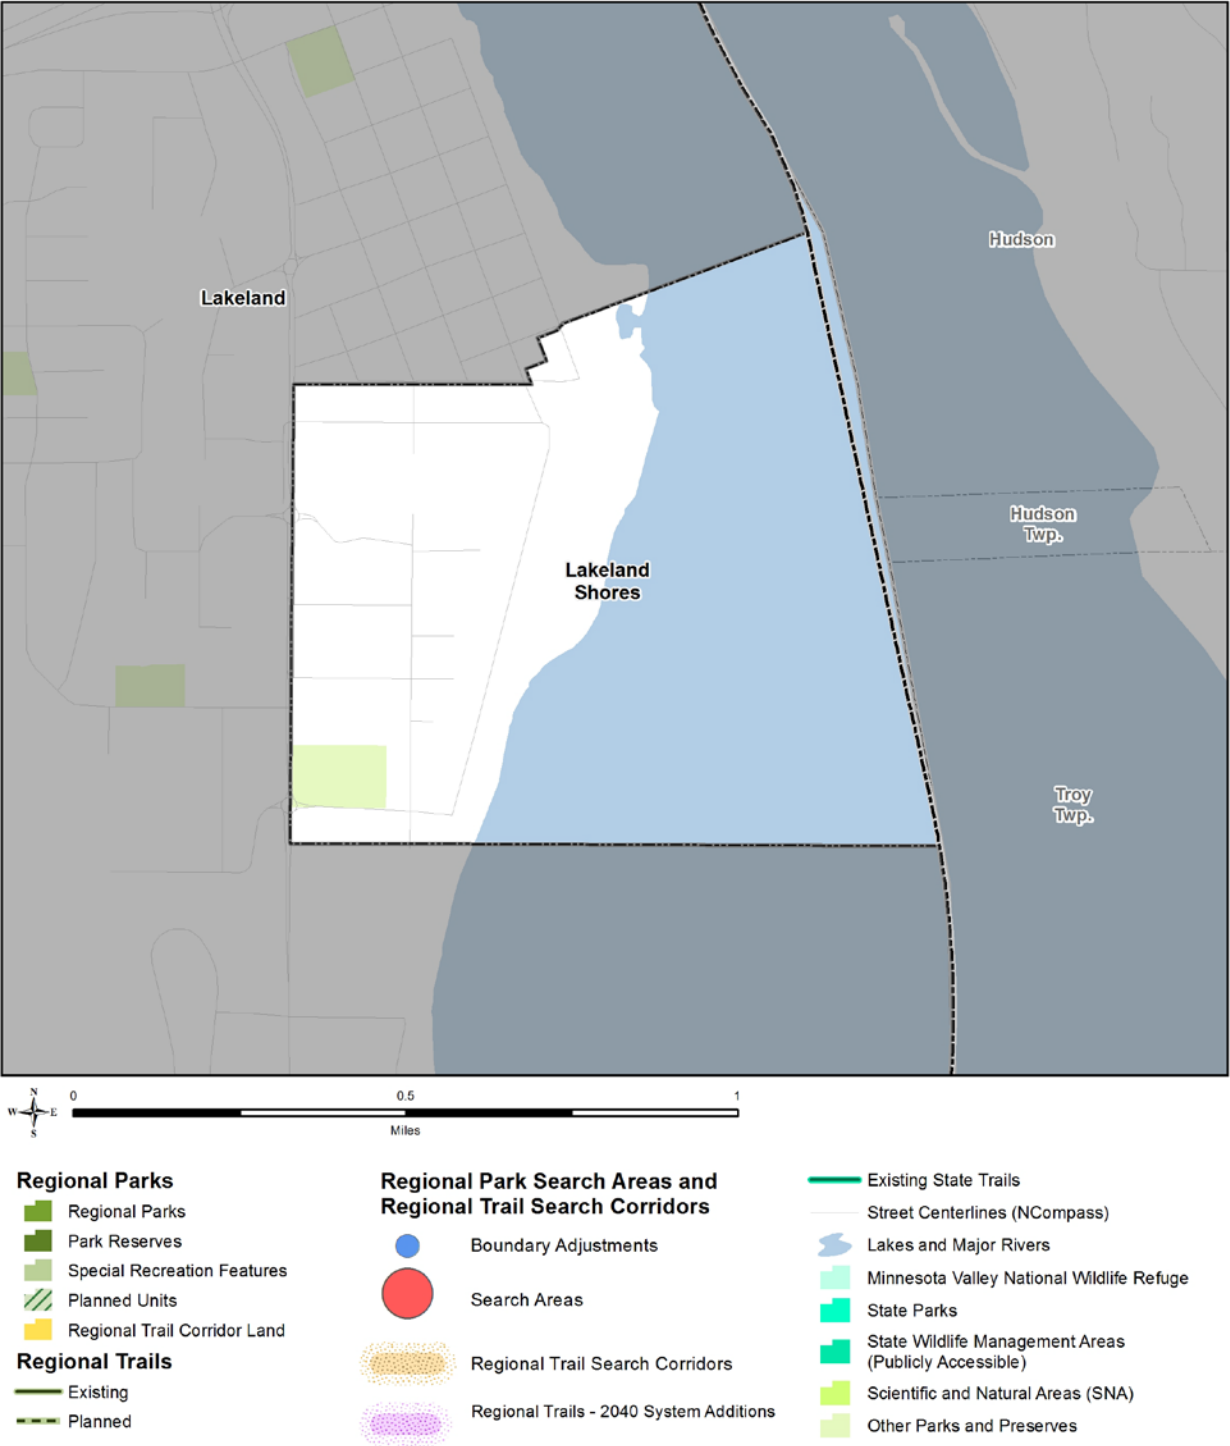 Hudson
Lakeland
Hudson
Twp.
Lakeland
Shores
Troy
Twp.
N
W E
S
0 0.5 1
Miles
Regional Parks
Regional Parks
Park Reserves
Special Recreation Features
Planned Units
Regional Trail Corridor Land
Regional Trails
Existing
Planned
Regional Park Search Areas and
Regional Trail Search Corridors
Boundary Adjustments
Search Areas
Regional Trail Search Corridors
Regional Trails - 2040 System Additions
Existing State Trails
Street Centerlines (NCompass)
Lakes and Major Rivers
Minnesota Valley National Wildlife Refuge
State Parks
State Wildlife Management Areas
(Publicly Accessible)
Scientific and Natural Areas (SNA)
Other Parks and Preserves